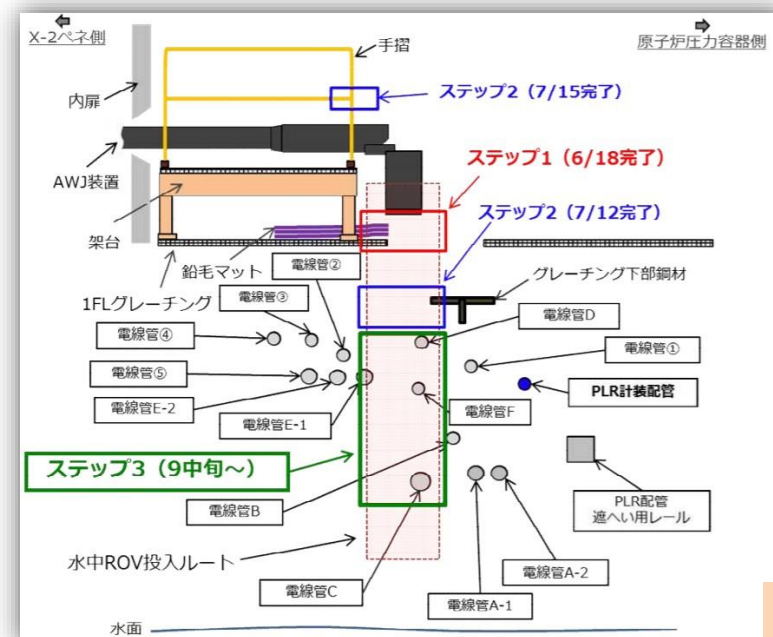 X-2ペネ側
原子炉圧力容器側
手摺
内扉
ステップ2（7/15完了）
AWJ装置
ステップ1（6/18完了）
架台
ステップ2（7/12完了）
鉛毛マット
電線管②
グレーチング下部鋼材
1FLグレーチング
電線管③
電線管D
電線管④
電線管①
電線管⑤
PLR計装配管
電線管E-2
電線管F
電線管E-1
ステップ3（9中旬～）
電線管B
PLR配管
遮へい用レール
水中ROV投入ルート
電線管A-2
電線管C
電線管A-1
水面